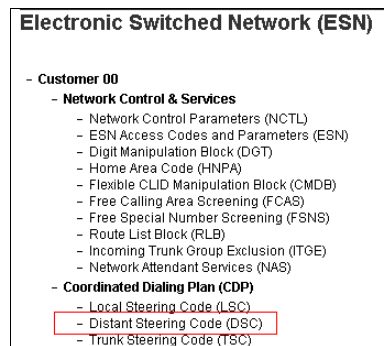 Electronic Switched Network (ESN)
- Customer 00
- Network Control & Services
- Network Control Parameters (NCTL)
- ESN Access Codes and Parameters (ESN)
- Digit Manipulation Block (DGT)
- Home Area Code (HNPA)
- Flexible CLID Manipulation Block (CMDB)
- Free Calling Area Screening (FCAS)
- Free Special Number Screening (FSNS)
- Route List Block (RLB)
- Incoming Trunk Group Exclusion (ITGE)
- Network Attendant Services (NAS)
- Coordinated Dialing Plan (CDP)
- Local Steering Code (LSC)
- Distant Steering Code (DSC)
- Trunk Steering Code (TSC)